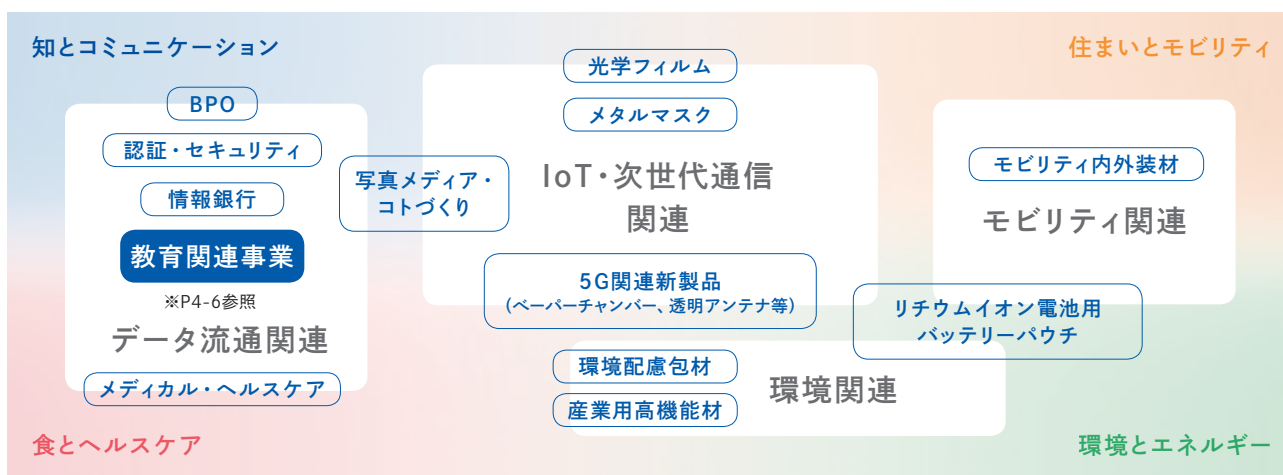 知とコミュニケーション
住まいとモビリティ
BPO
認証・セキュリティ
情報銀行
教育関連事業
※P4-6参照
データ流通関連
メディカル・ヘルスケア
写真メディア・
コトづくり
光学フィルム
メタルマスク
IoT・次世代通信
関連
5G関連新製品
(ベーパーチャンバー、透明アンテナ等)
モビリティ内外装材
モビリティ関連
リチウムイオン電池用
バッテリーパウチ
環境配慮包材
産業用高機能材
環境関連
食とヘルスケア
環境とエネルギー